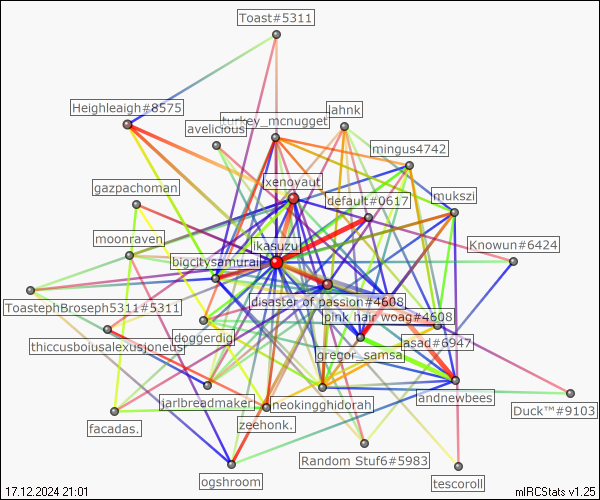 Toast#5311
Heighleaigh#8575
turkey_mcnugget
lahnk
avelicious
mingus4742
gazpachoman
xenoyaut
default#0617
mukszi
moonraven
ikasuzu
Knowun#6424
bigcitysamurai
ToastephBroseph5311#5311
disaster of passion#4608
pink hair woag#4608
thiccusboiusalexusjoneus
doggerdig
gregor_samsa
asad#6947
jarlbreadmaker.
neokingghidorah
andnewbees
Duck™#9103
facadas.
zeehonk.
Random Stuf6#5983
ogshroom
tescoroll
17.12.2024 21:01
mIRCStats v1.25